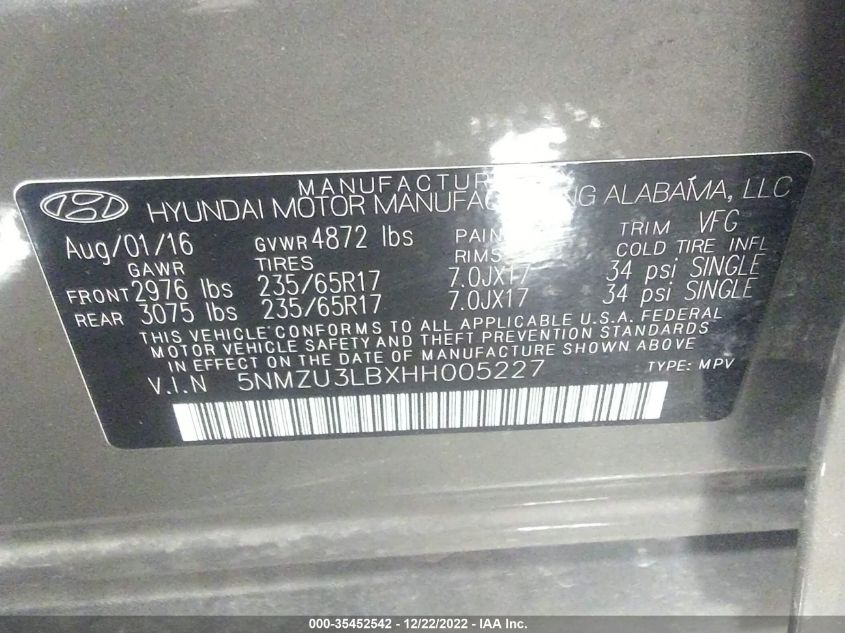 MANUFACTUR
HYUNDAI MOTOR MANUFAC ING ALABAMA, LLC
Aug/01/16 GVWR 4872 lbs PAIN TRIM VFG
GAWR TIRES RIMS COLD TIRE INFL
FRONT 2976 lbs 235/65R17 7.0JX17 34 psi SINGLE
REAR 3075 lbs 235/65R17 7.0JX17 34 psi SINGLE
THIS VEHICLE CONFORMS TO ALL APPLICABLE U.S.A. FEDERAL
MOTOR VEHICLE SAFETY AND THEFT PREVENTION STANDARDS
IN EFFECT ON THE DATE OF MANUFACTURE SHOWN ABOVE
V.I.N 5NMZU3LBXHH005227 TYPE: MPV
000-35452542 - 12/22/2022 - IAA Inc.